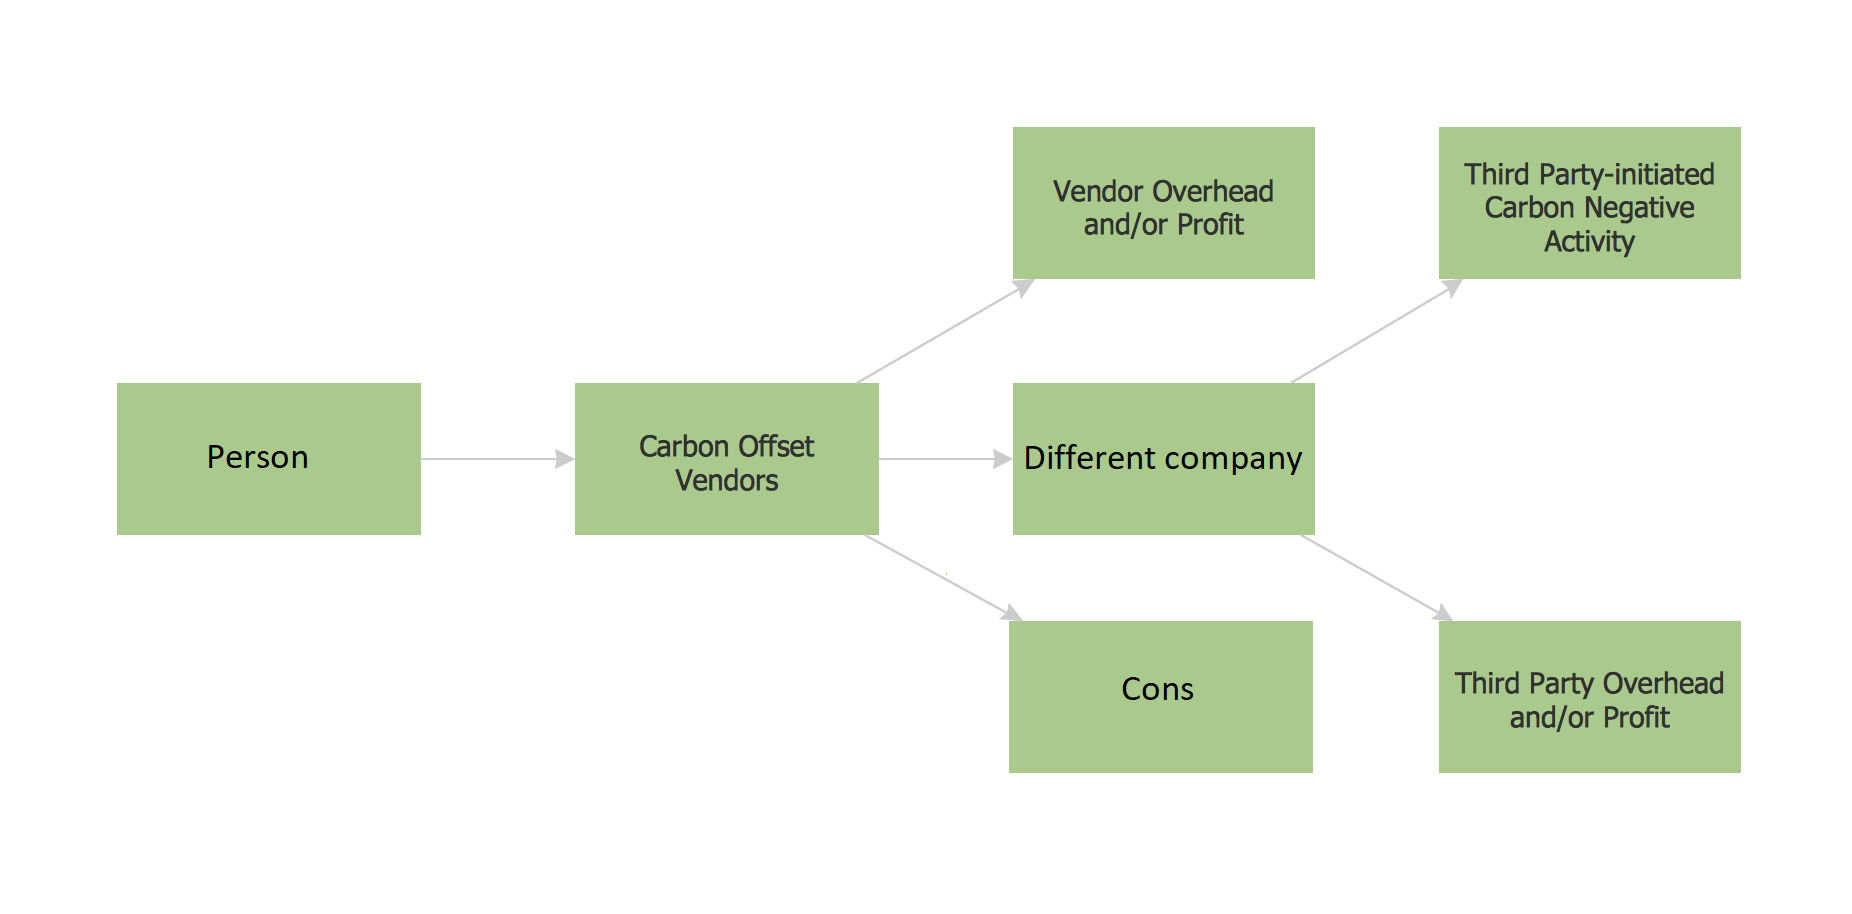 Vendor Overhead
and/or Profit
Third Party-initiated
Carbon Negative
Activity
Person
Carbon Offset
Vendors
Different company
Cons
Third Party Overhead
and/or Profit